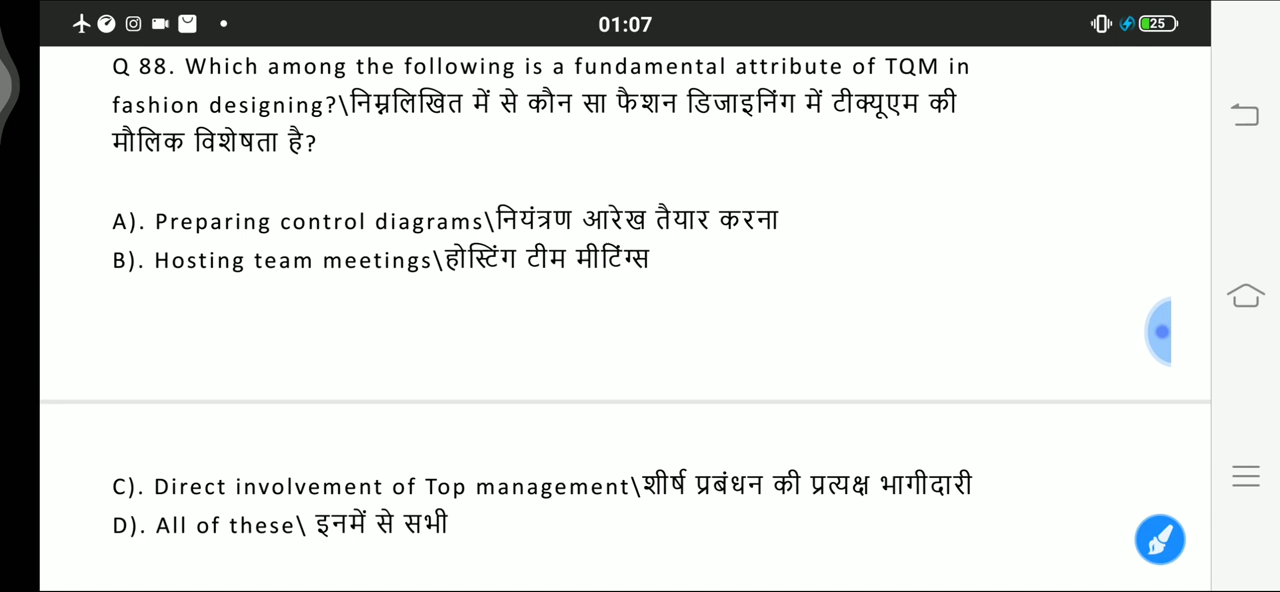 01:07
25
Q 88. Which among the following is a fundamental attribute of TQM in
fashion designing?\निम्नलिखित में से कौन सा फैशन डिजाइनिंग में टीक्यूएम की
मौलिक विशेषता है?
A). Preparing control diagrams\नियंत्रण आरेख तैयार करना
B). Hosting team meetings\होस्टिंग टीम मीटिंग्स
C). Direct involvement of Top management\शीर्ष प्रबंधन की प्रत्यक्ष भागीदारी
D). All of these\ इनमें से सभी